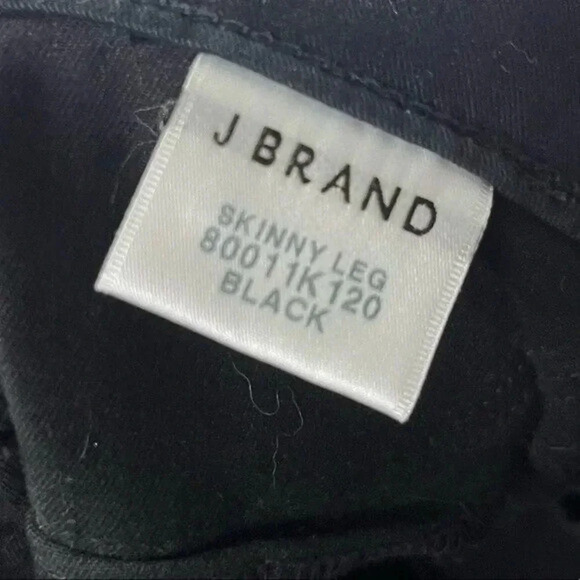 J BRAND
SKINNY LEG
80011K120
BLACK